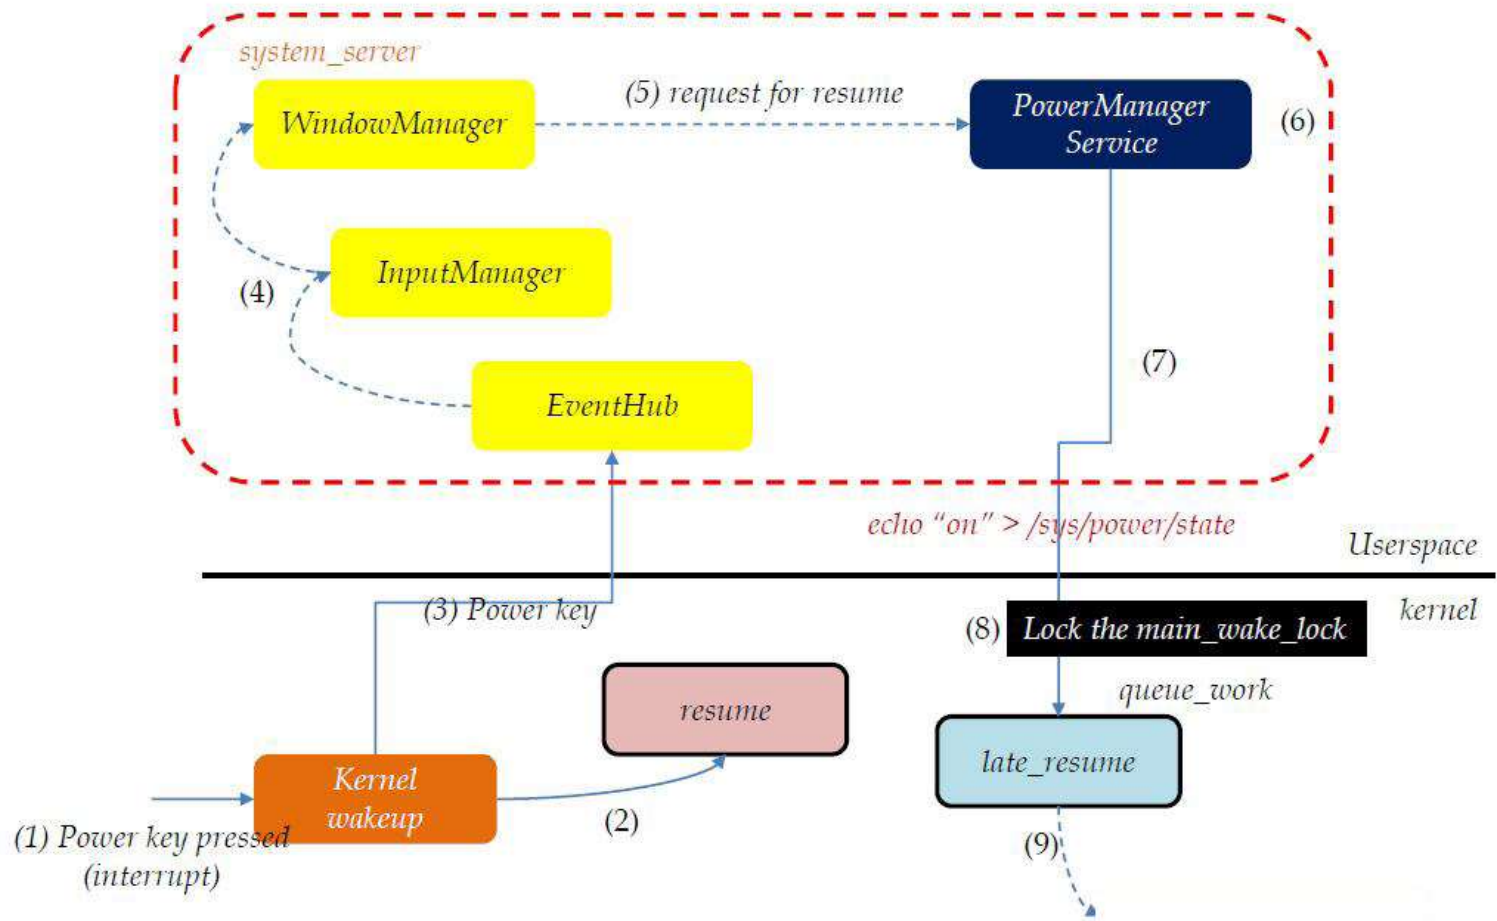 system_server
WindowManager
(5) request for resume
PowerManager
Service
(6)
InputManager
(4)
(7)
EventHub
echo “on” > /sys/power/state
Userspace
(3) Power key
kernel
(8)
Lock the main_wake_lock
queue_work
resume
late_resume
Kernel
wakeup
(2)
(1) Power key pressed
(interrupt)
(9)